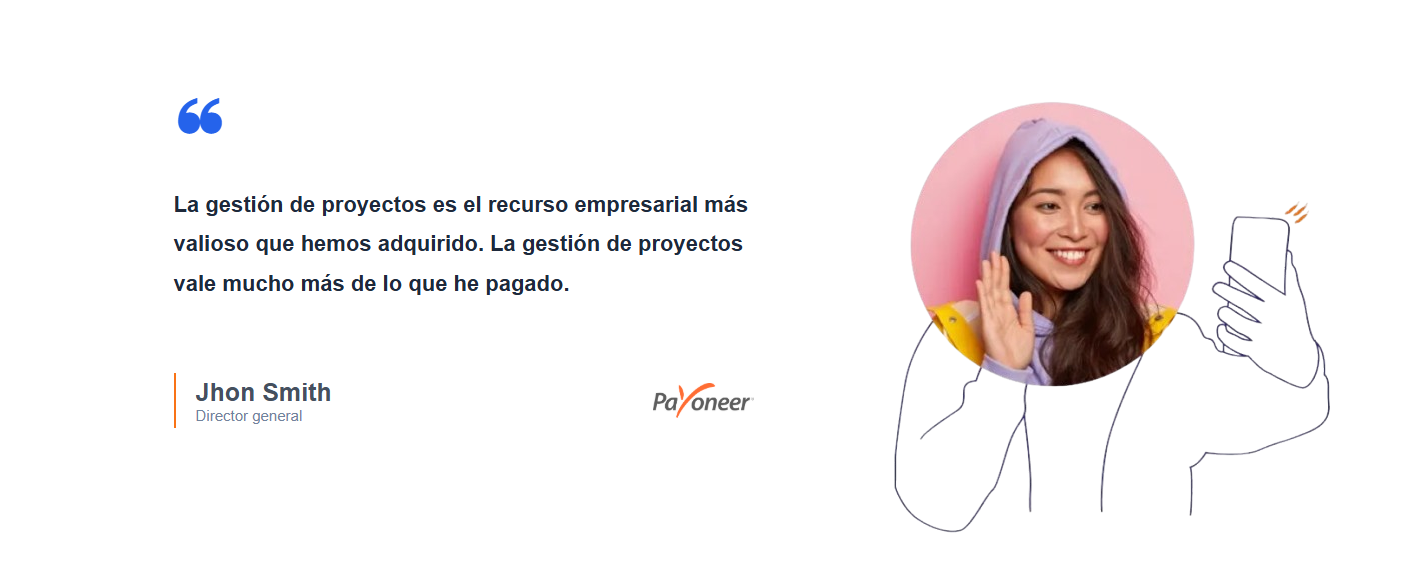 ❝
La gestión de proyectos es el recurso empresarial más
valioso que hemos adquirido. La gestión de proyectos
vale mucho más de lo que he pagado.
Jhon Smith
Director general
Payoneer